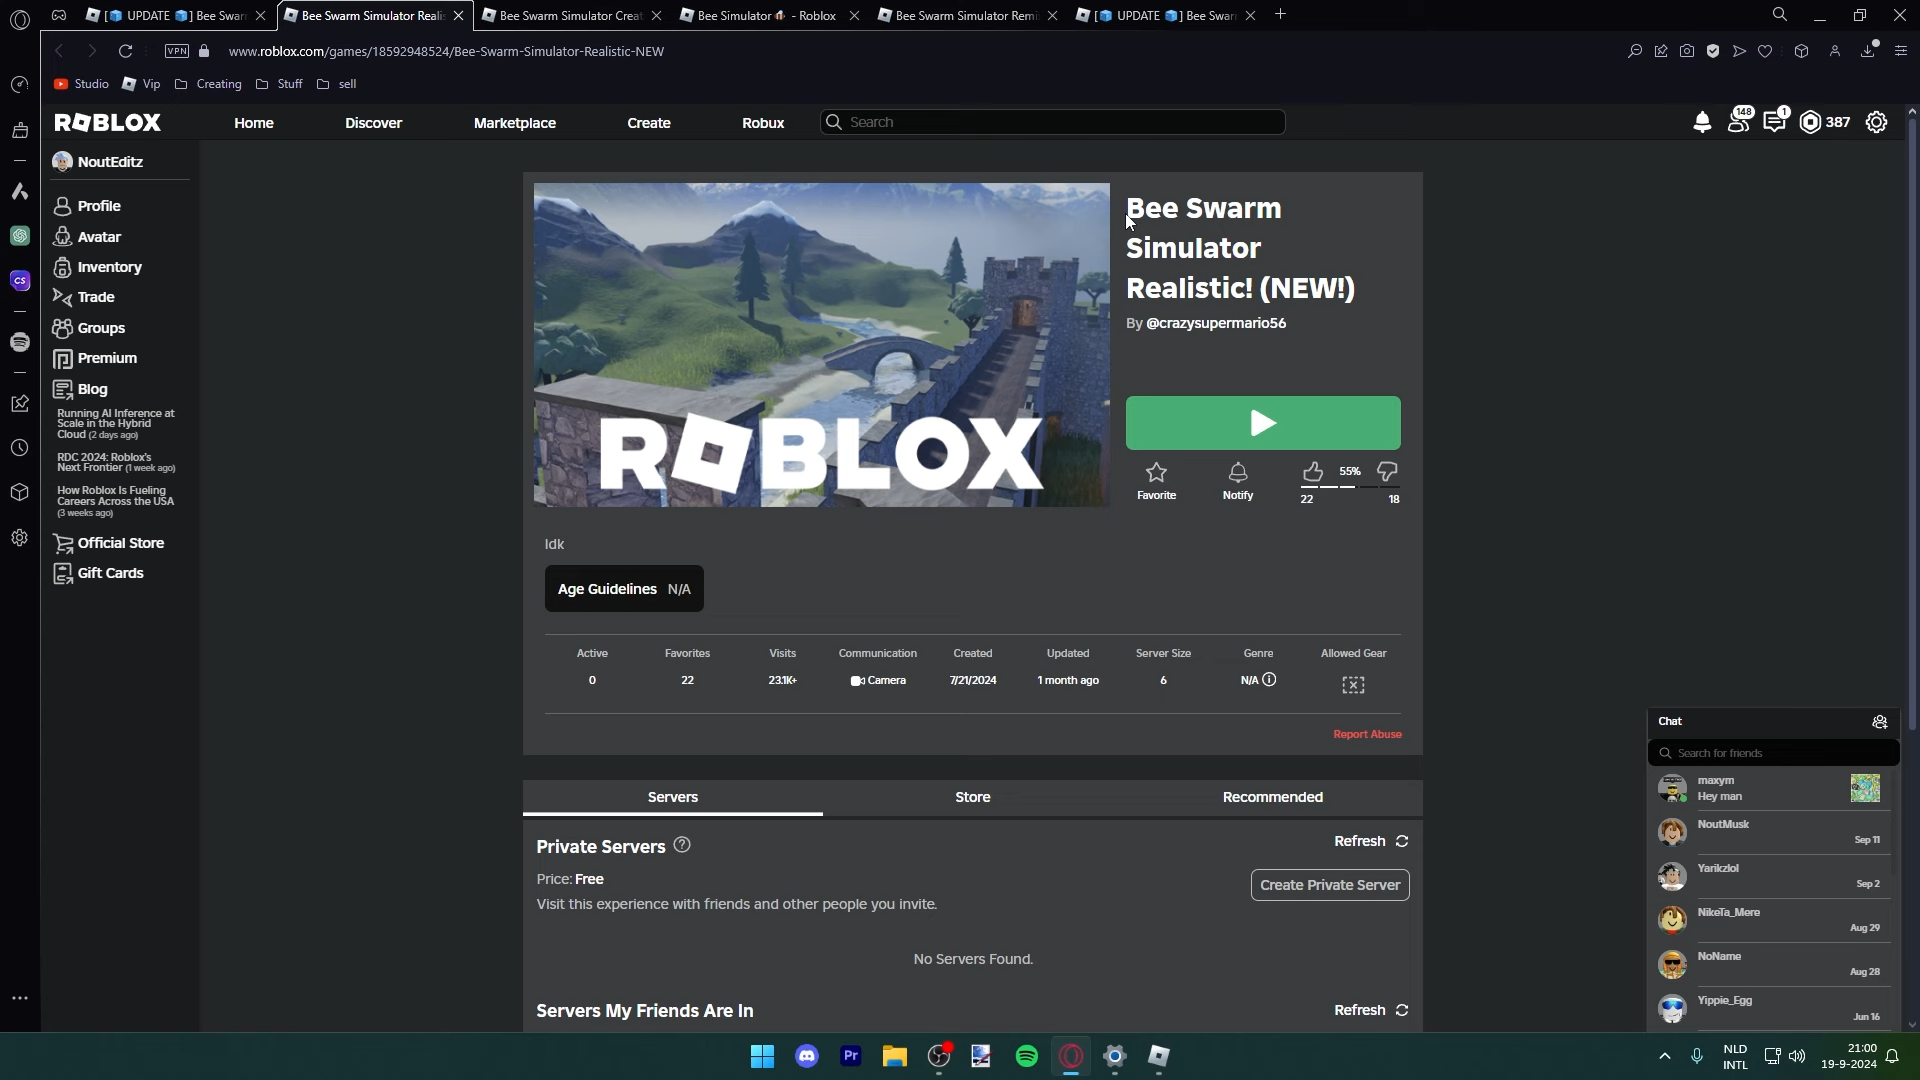 [ UPDATE ] Bee Swar
Bee Swarm Simulator Reali
Bee Swarm Simulator Creat
Bee Simulator - Roblox
Bee Swarm Simulator Remi
[ UPDATE ] Bee Swar
VPN
www.roblox.com/games/18592948524/Bee-Swarm-Simulator-Realistic-NEW
Studio
Vip
Creating
Stuff
sell
ROBLOX
Home
Discover
Marketplace
Create
Robux
Search
148
1
387
NoutEditz
Profile
Avatar
Inventory
Trade
Groups
Premium
Blog
Running AI Inference at
Scale in the Hybrid
Cloud (2 days ago)
RDC 2024: Roblox's
Next Frontier (1 week ago)
How Roblox Is Fueling
Careers Across the USA
(3 weeks ago)
Official Store
Gift Cards
CS
ROBLOX
Bee Swarm
Simulator
Realistic! (NEW!)
By @crazysupermario56
Favorite
Notify
55%
22
18
Idk
Age Guidelines N/A
Active Favorites Visits Communication Created Updated Server Size Genre Allowed Gear
0 22 23.1K+ Camera 7/21/2024 1 month ago 6 N/A
Report Abuse
Servers
Store
Recommended
Private Servers
Refresh
Price: Free
Create Private Server
Visit this experience with friends and other people you invite.
No Servers Found.
Servers My Friends Are In
Refresh
Chat
Search for friends
maxym
Hey man
NoutMusk
Sep 11
Yarikzlol
Sep 2
NikeTa_Mere
Aug 29
NoName
Aug 28
Yippie_Egg
Jun 16
Pr
NLD
INTL
21:00
19-9-2024